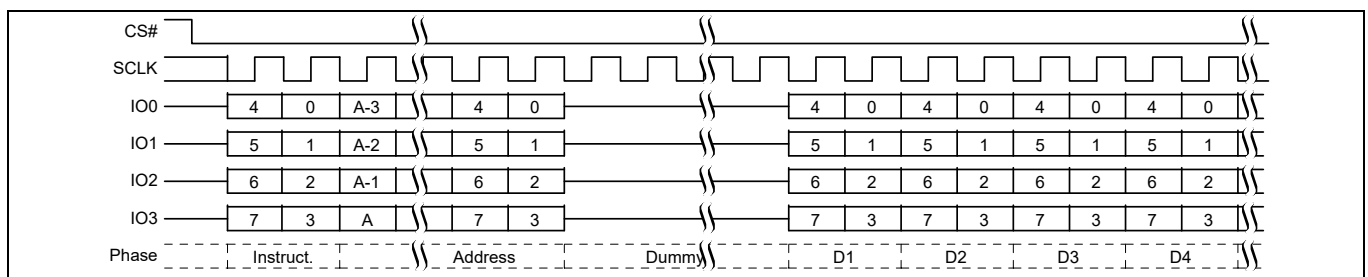 CS#
SCLK
IO0 4 0 A-3 4 0 4 0 4 0 4 0 4 0
IO1 5 1 A-2 5 1 5 1 5 1 5 1 5 1
IO2 6 2 A-1 6 2 6 2 6 2 6 2 6 2
IO3 7 3 A 7 3 7 3 7 3 7 3 7 3
Phase Instruct. Address Dummy D1 D2 D3 D4